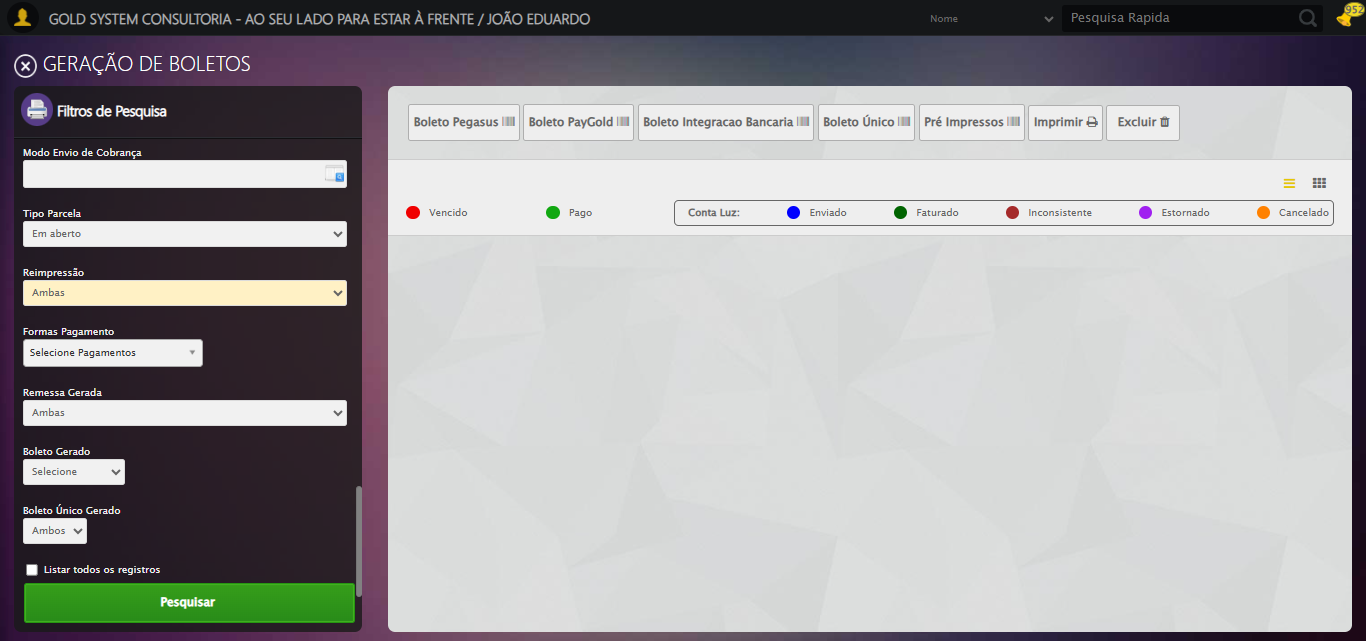 GOLD SYSTEM CONSULTORIA - AO SEU LADO PARA ESTAR À FRENTE / JOÃO EDUARDO
Nome
Pesquisa Rapida
952
GERAÇÃO DE BOLETOS
Filtros de Pesquisa
Modo Envio de Cobrança
Tipo Parcela
Em aberto
Reimpressão
Ambas
Formas Pagamento
Selecione Pagamentos
Remessa Gerada
Ambas
Boleto Gerado
Selecione
Boleto Único Gerado
Ambos
Listar todos os registros
Pesquisar
Boleto Pegasus
Boleto PayGold
Boleto Integracao Bancaria
Boleto Único
Pré Impressos
Imprimir
Excluir
Vencido
Pago
Conta Luz:
Enviado
Faturado
Inconsistente
Estornado
Cancelado